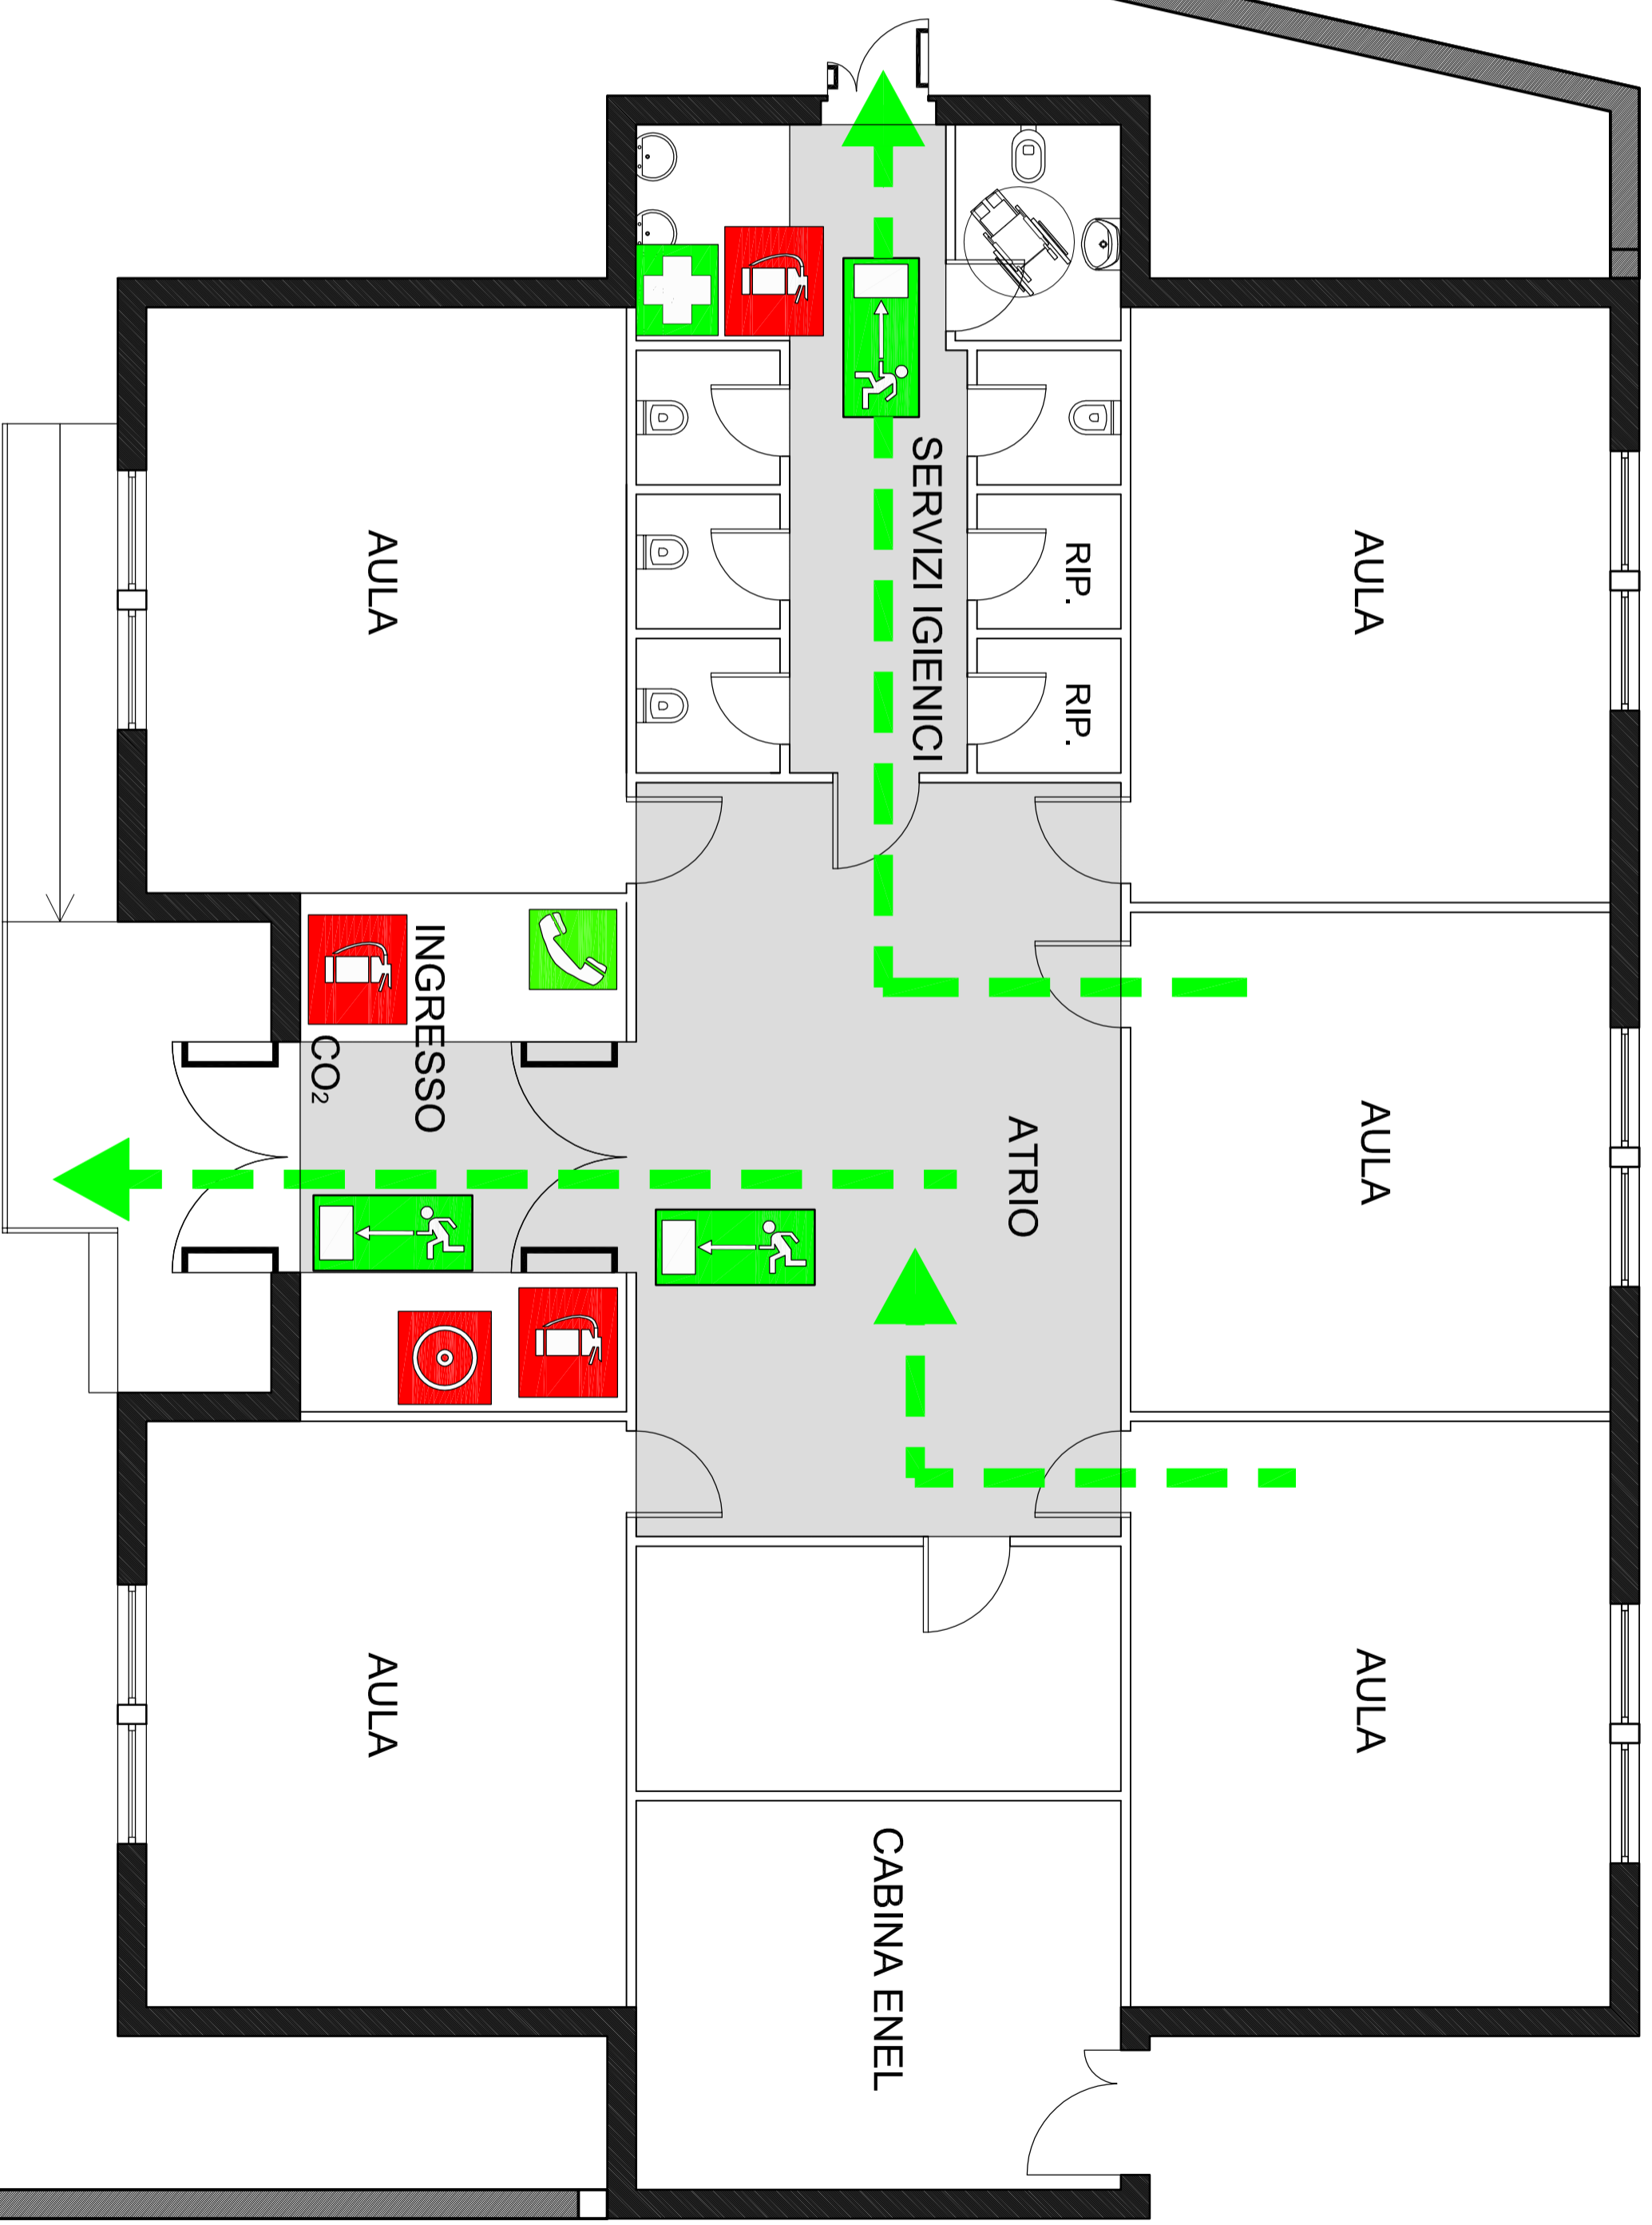 AULA
AULA
SERVIZI IGIENICI
RIP.
RIP.
AULA
INGRESSO
CO₂
ATRIO
AULA
AULA
CABINA ENEL